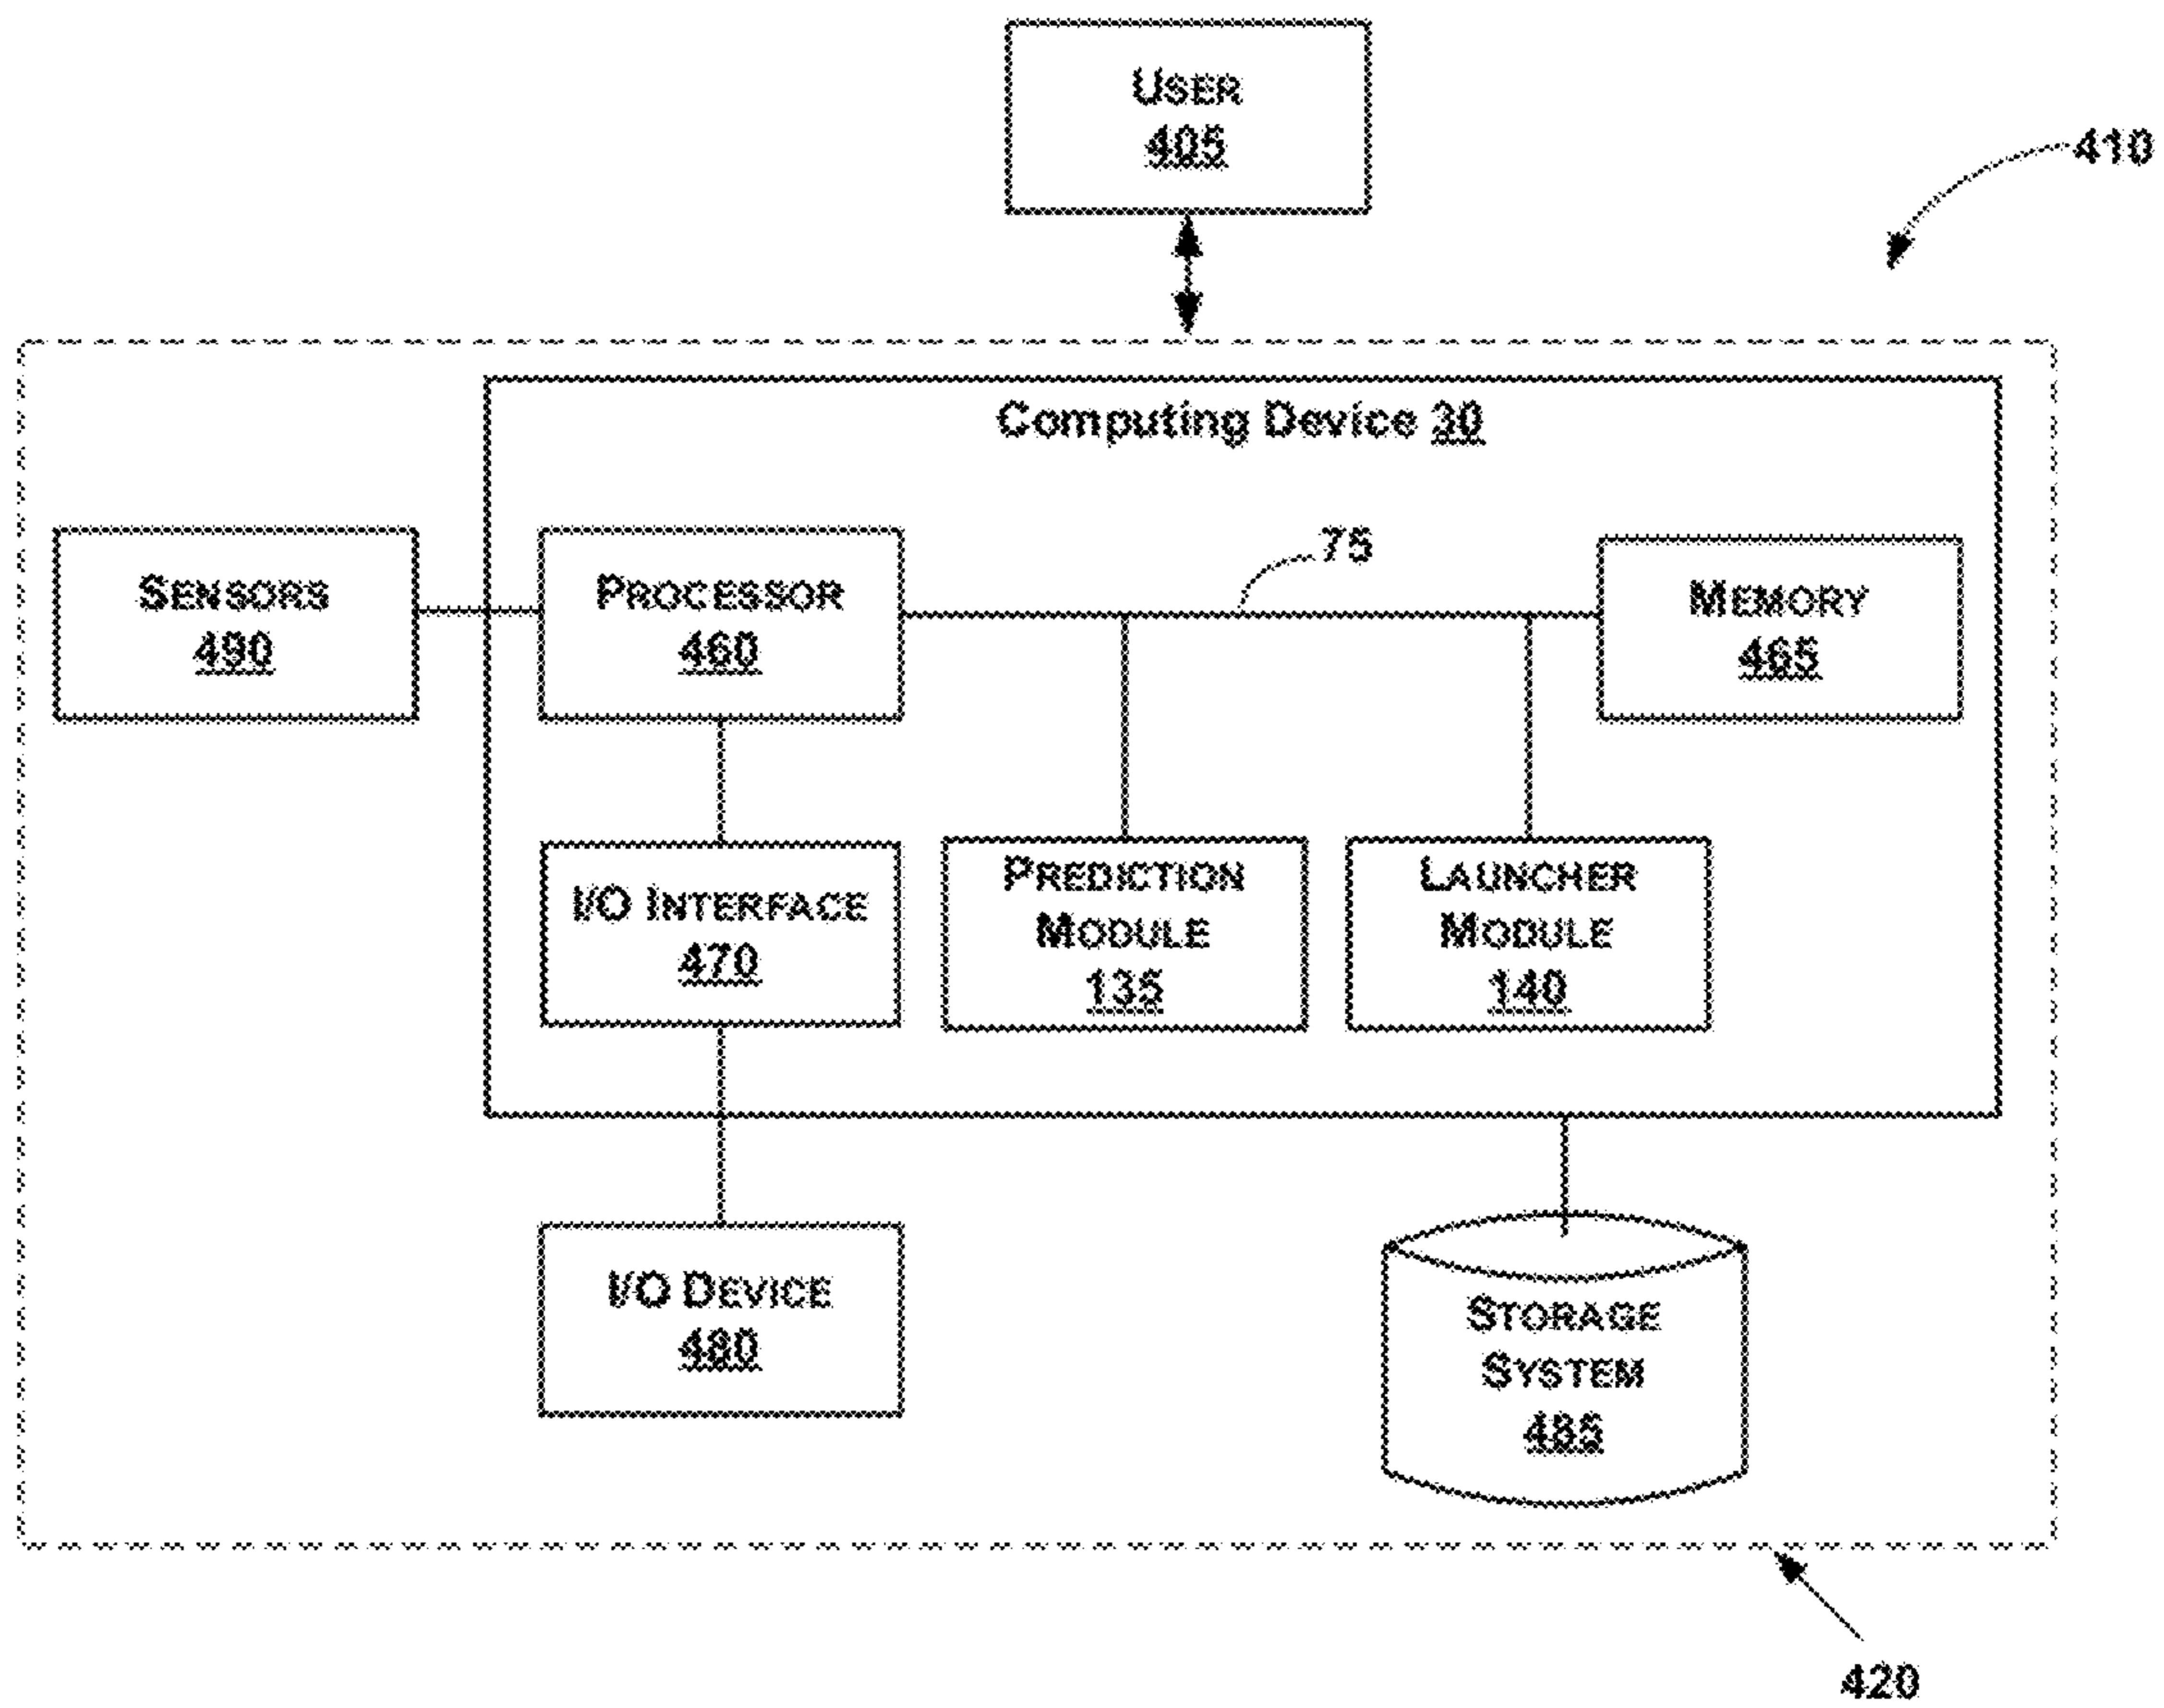 USER
405
410
Computing Device 30
75
SENSORS
490
PROCESSOR
460
MEMORY
465
I/O INTERFACE
470
PREDICTION
MODULE
135
LAUNCHER
MODULE
140
I/O DEVICE
480
STORAGE
SYSTEM
485
420